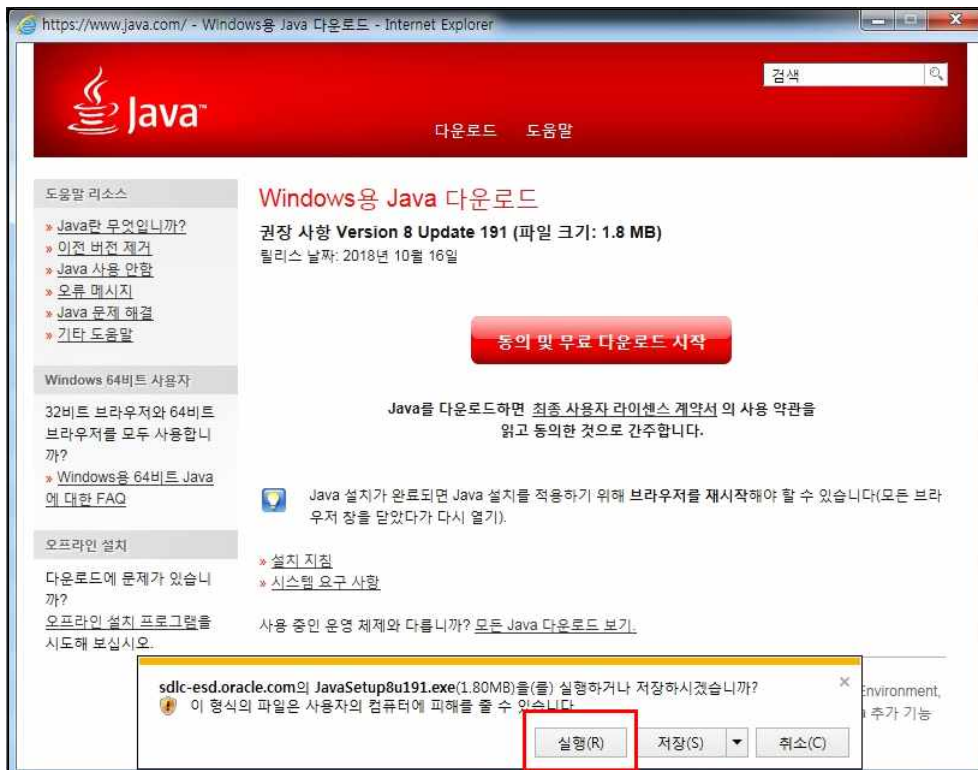 https://www.java.com/ - Windows용 Java 다운로드 - Internet Explorer
검색
Java™
다운로드 도움말
도움말 리소스
» Java란 무엇입니까?
» 이전 버전 제거
» Java 사용 안함
» 오류 메시지
» Java 문제 해결
» 기타 도움말
Windows 64비트 사용자
32비트 브라우저와 64비트
브라우저를 모두 사용합니
까?
» Windows용 64비트 Java
에 대한 FAQ
오프라인 설치
다운로드에 문제가 있습니
까?
오프라인 설치 프로그램을
시도해 보십시오.
Windows용 Java 다운로드
권장 사항 Version 8 Update 191 (파일 크기: 1.8 MB)
릴리스 날짜: 2018년 10월 16일
동의 및 무료 다운로드 시작
Java를 다운로드하면 최종 사용자 라이센스 계약서 의 사용 약관을
읽고 동의한 것으로 간주합니다.
Java 설치가 완료되면 Java 설치를 적용하기 위해 브라우저를 재시작해야 할 수 있습니다(모든 브라
우저 창을 닫았다가 다시 열기).
» 설치 지침
» 시스템 요구 사항
사용 중인 운영 체제와 다릅니까? 모든 Java 다운로드 보기.
Environment,
추가 기능
sdlc-esd.oracle.com의 JavaSetup8u191.exe(1.80MB)을(를) 실행하거나 저장하시겠습니까?
이 형식의 파일은 사용자의 컴퓨터에 피해를 줄 수 있습니다.
실행(R) 저장(S) 취소(C)